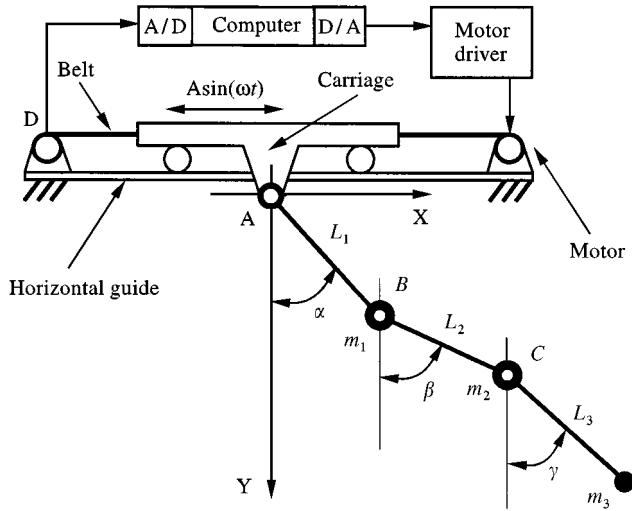 A/D Computer D/A
Motor
driver
Belt
Asin(ωt)
Carriage
D
A
X
Motor
Horizontal guide
L₁
α
B
m₁
L₂
β
C
m₂
L₃
γ
Y
m₃